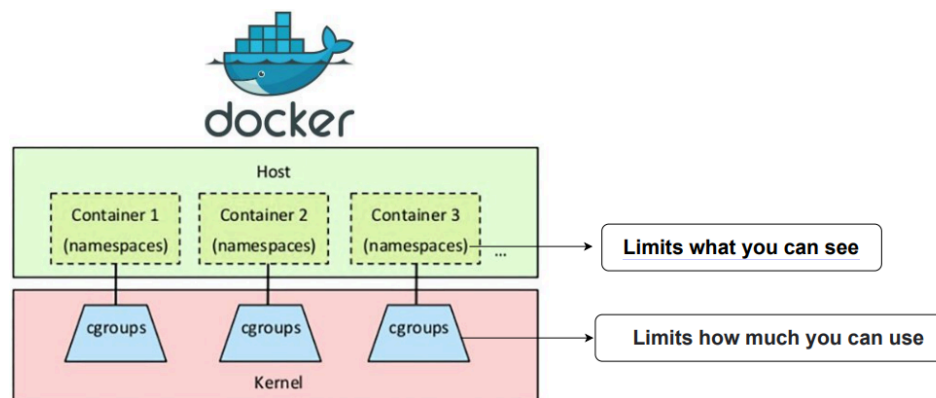 docker
Host
Container 1
(namespaces)
Container 2
(namespaces)
Container 3
(namespaces)
...
Limits what you can see
cgroups
cgroups
cgroups
Limits how much you can use
Kernel